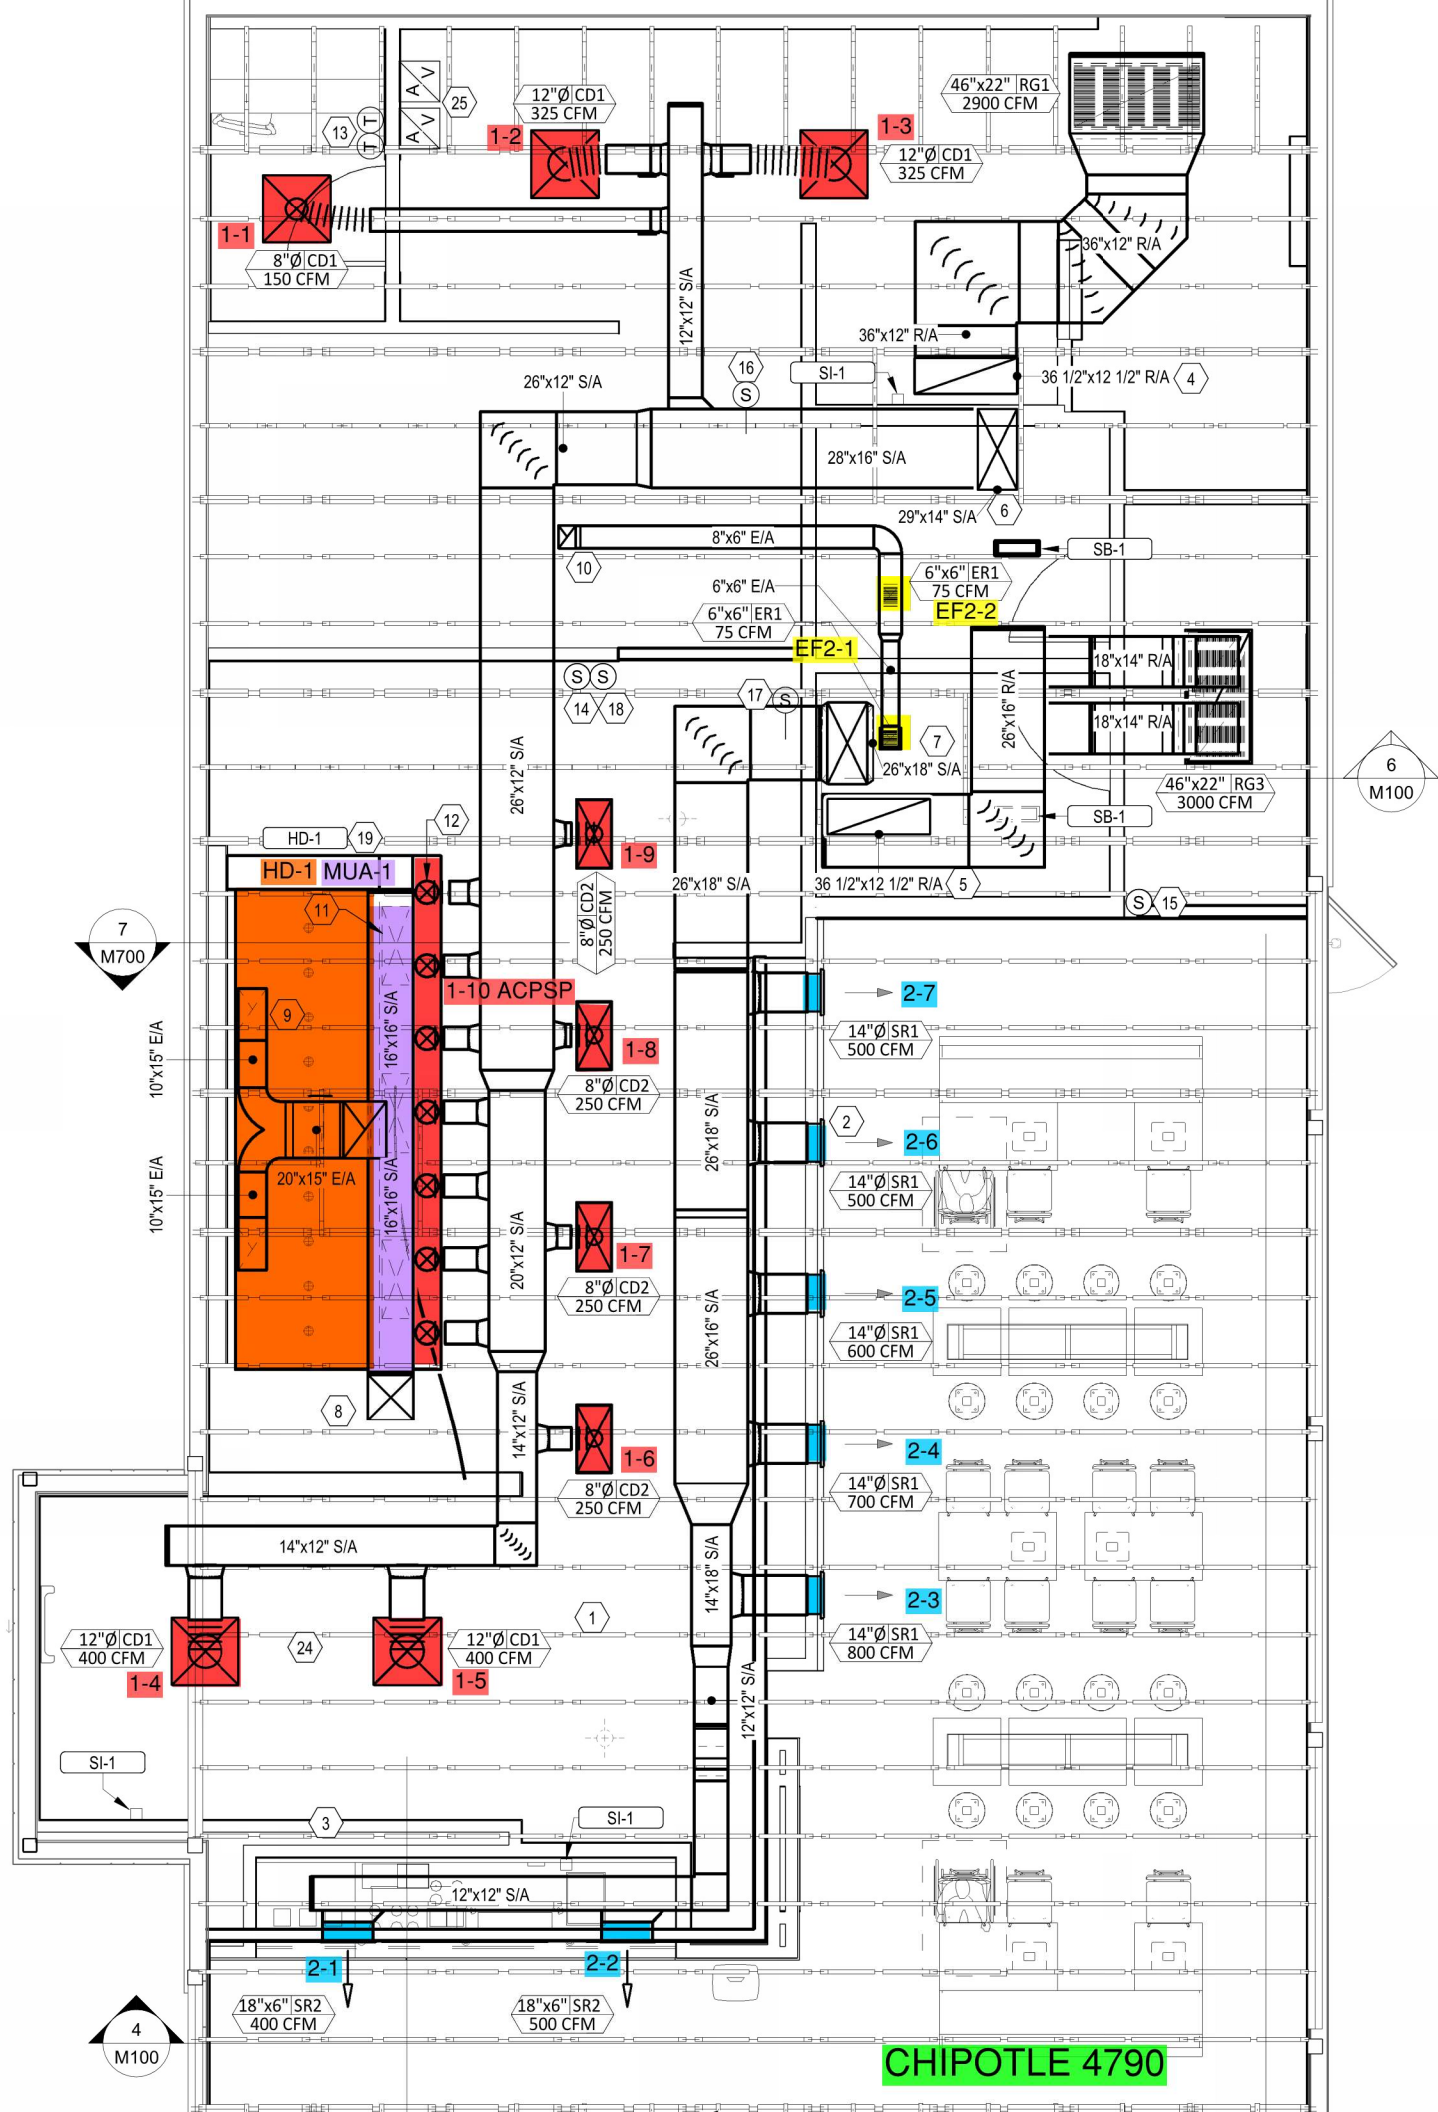 46"x22" RG1
2900 CFM
12"Ø CD1
325 CFM
A V
A V
25
13
T
T
1-2
1-3
12"Ø CD1
325 CFM
1-1
8"Ø CD1
150 CFM
36"x12" R/A
12"x12" S/A
36"x12" R/A
16
S
SI-1
36 1/2"x12 1/2" R/A
4
26"x12" S/A
28"x16" S/A
29"x14" S/A
6
8"x6" E/A
SB-1
10
6"x6" E/A
6"x6" ER1
75 CFM
EF2-2
6"x6" ER1
75 CFM
EF2-1
18"x14" R/A
S S
14
18
17
S
26"x16" R/A
18"x14" R/A
7
26"x18" S/A
26"x12" S/A
46"x22" RG3
3000 CFM
6
M100
SB-1
12
HD-1
19
1-9
HD-1
MUA-1
26"x18" S/A
36 1/2"x12 1/2" R/A
5
11
8"Ø CD2
250 CFM
S
15
7
M700
1-10 ACPSP
2-7
9
16"x16" S/A
14"Ø SR1
500 CFM
1-8
10"x15" E/A
8"Ø CD2
250 CFM
26"x18" S/A
2
2-6
20"x15" E/A
10"x15" E/A
16"x16" S/A
14"Ø SR1
500 CFM
20"x12" S/A
1-7
8"Ø CD2
250 CFM
2-5
26"x16" S/A
14"Ø SR1
600 CFM
8
14"x12" S/A
1-6
2-4
8"Ø CD2
250 CFM
14"Ø SR1
700 CFM
14"x12" S/A
14"x18" S/A
2-3
1
12"Ø CD1
400 CFM
24
12"Ø CD1
400 CFM
14"Ø SR1
800 CFM
1-4
1-5
12"x12" S/A
SI-1
3
SI-1
12"x12" S/A
2-1
2-2
18"x6" SR2
400 CFM
18"x6" SR2
500 CFM
4
M100
CHIPOTLE 4790